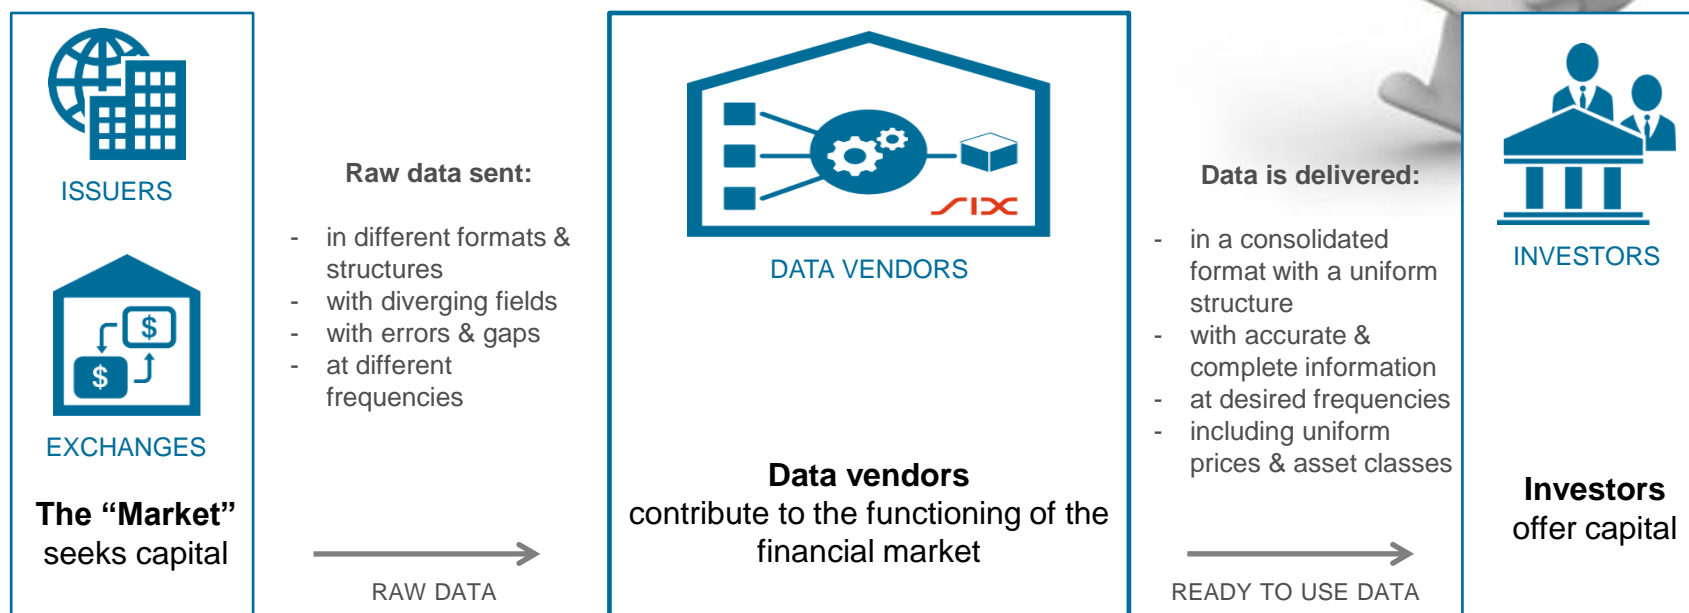 ISSUERS
$
$
EXCHANGES
The “Market”
seeks capital
Raw data sent:
- in different formats &
structures
- with diverging fields
- with errors & gaps
- at different
frequencies
RAW DATA
SIX
DATA VENDORS
Data vendors
contribute to the functioning of the
financial market
Data is delivered:
- in a consolidated
format with a uniform
structure
- with accurate &
complete information
- at desired frequencies
- including uniform
prices & asset classes
READY TO USE DATA
INVESTORS
Investors
offer capital